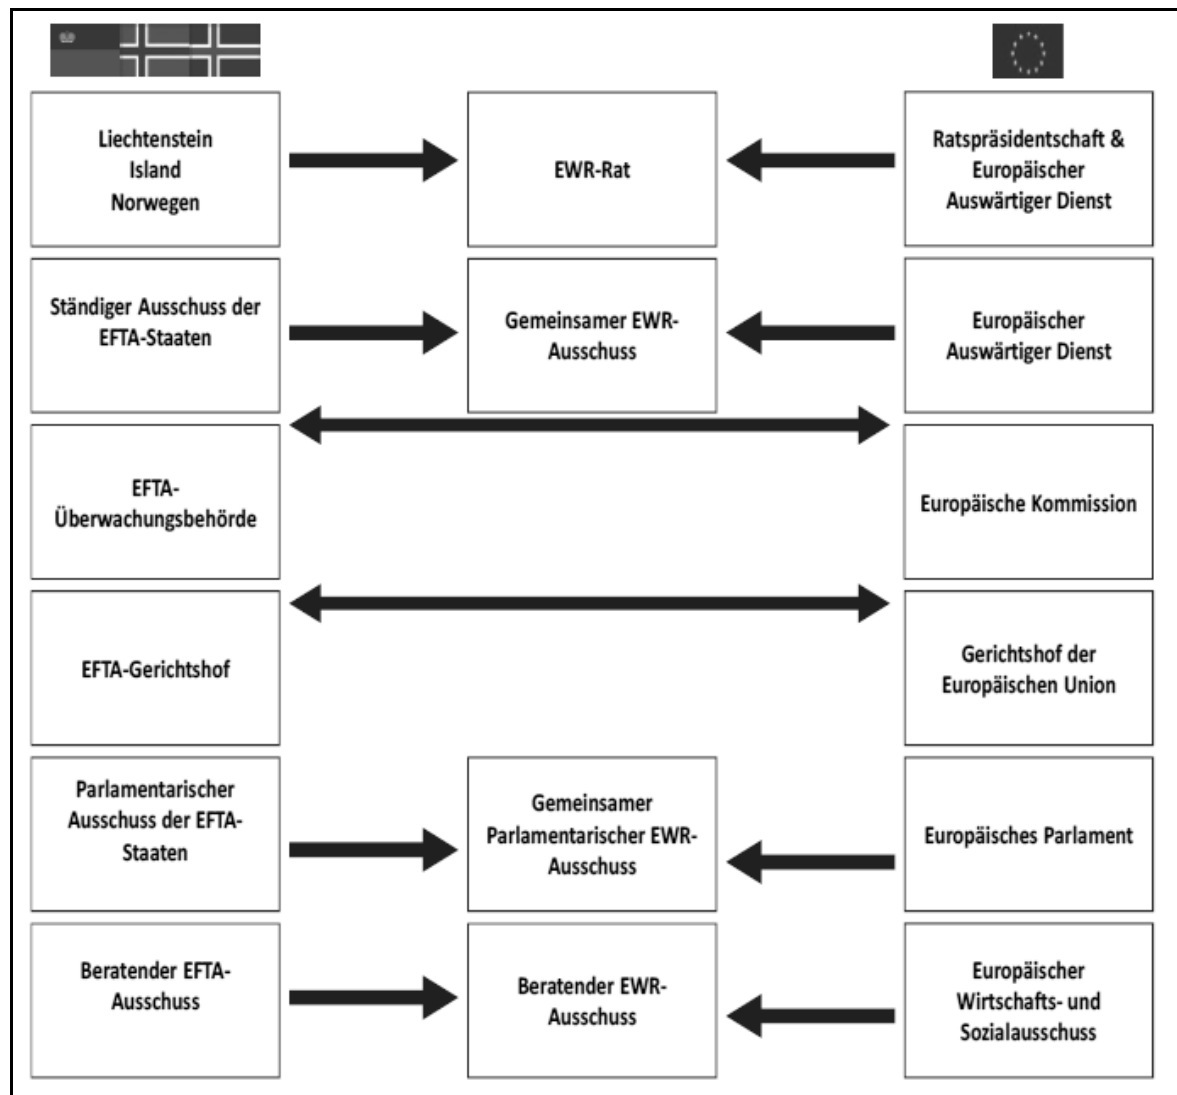 Liechtenstein
Island
Norwegen
EWR-Rat
Ratspräsidentschaft &
Europäischer
Auswärtiger Dienst
Ständiger Ausschuss der
EFTA-Staaten
Gemeinsamer EWR-
Ausschuss
Europäischer
Auswärtiger Dienst
EFTA-
Überwachungsbehörde
Europäische Kommission
EFTA-Gerichtshof
Gerichtshof der
Europäischen Union
Parlamentarischer
Ausschuss der EFTA-
Staaten
Gemeinsamer
Parlamentarischer EWR-
Ausschuss
Europäisches Parlament
Beratender EFTA-
Ausschuss
Beratender EWR-
Ausschuss
Europäischer
Wirtschafts- und
Sozialausschuss